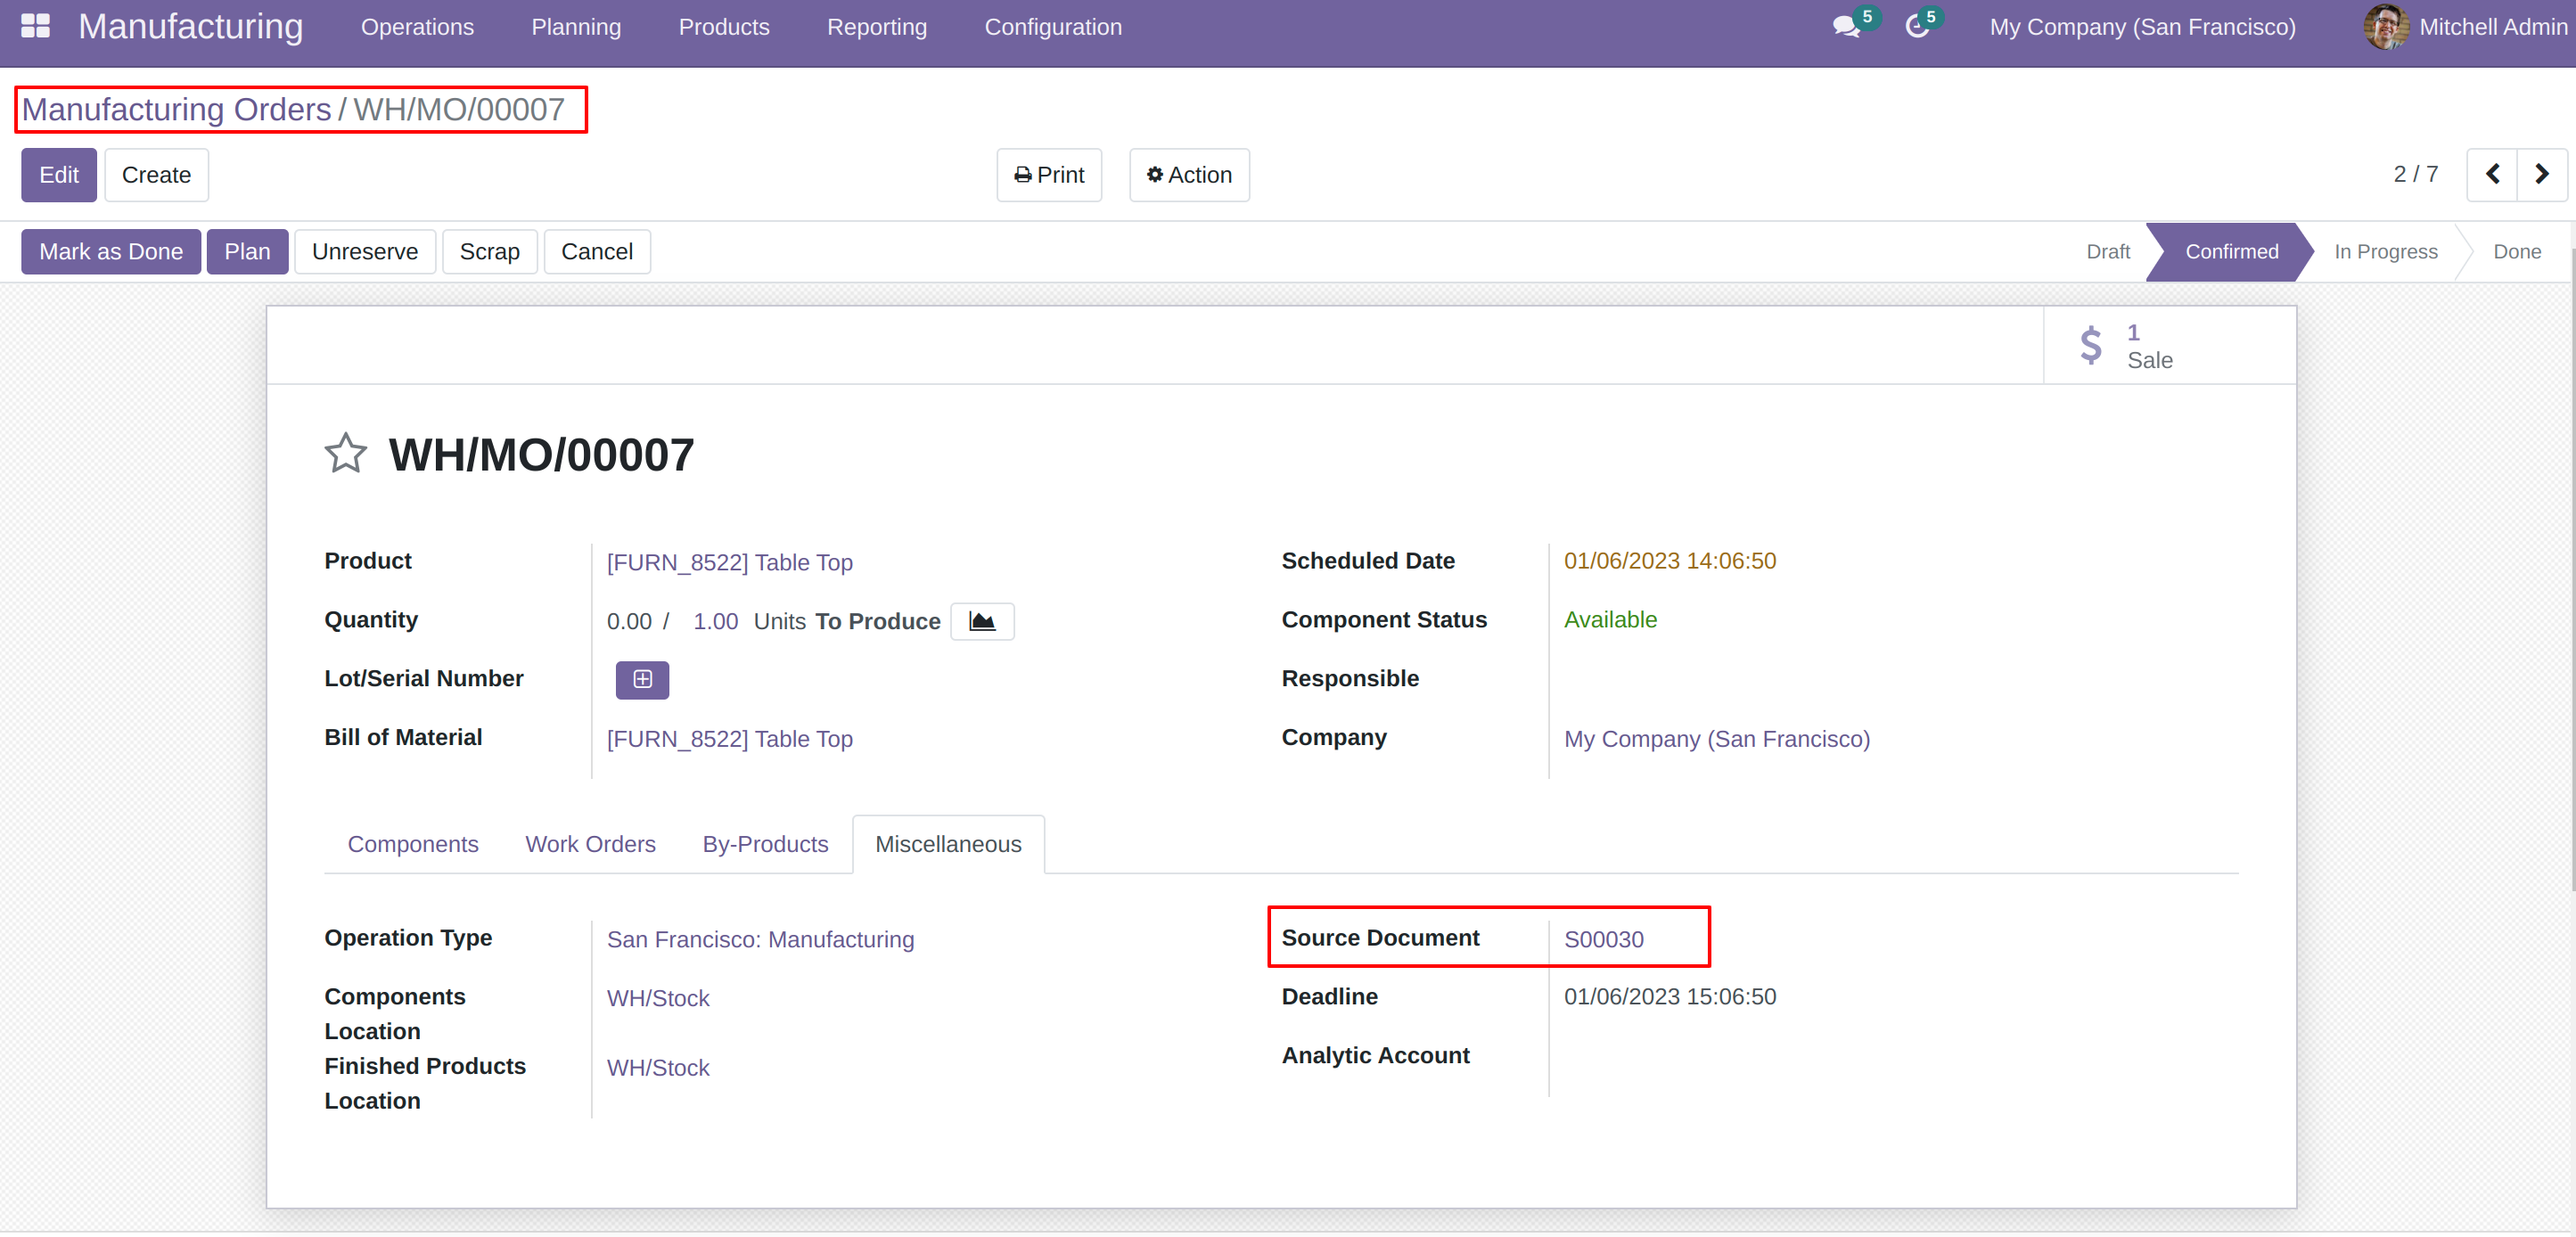 Manufacturing Operations Planning Products Reporting Configuration 5 5 My Company (San Francisco) Mitchell Admin
Manufacturing Orders / WH/MO/00007
Edit Create Print Action 2 / 7
Mark as Done Plan Unreserve Scrap Cancel Draft Confirmed In Progress Done
1
Sale
WH/MO/00007
Product [FURN_8522] Table Top Scheduled Date 01/06/2023 14:06:50
Quantity 0.00 / 1.00 Units To Produce Component Status Available
Lot/Serial Number Responsible
Bill of Material [FURN_8522] Table Top Company My Company (San Francisco)
Components Work Orders By-Products Miscellaneous
Operation Type San Francisco: Manufacturing Source Document S00030
Components WH/Stock Deadline 01/06/2023 15:06:50
Location
Finished Products WH/Stock Analytic Account
Location